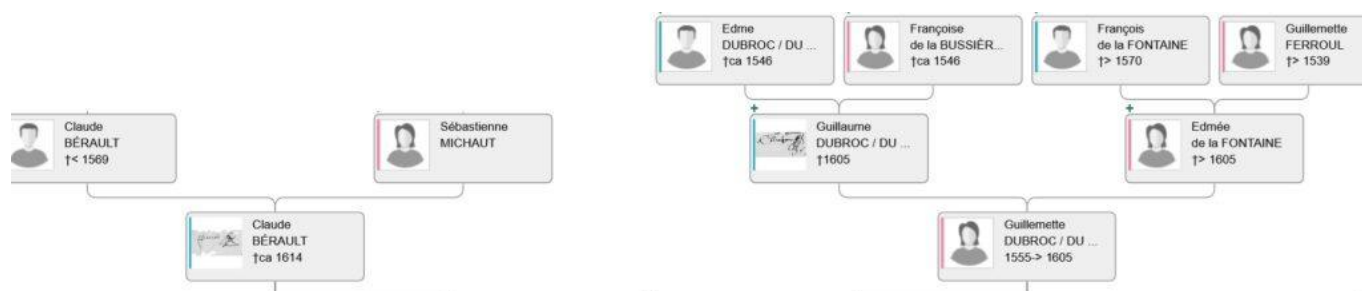 Edme
DUBROC / DU ...
†ca 1546
Françoise
de la BUSSIÈR...
†ca 1546
François
de la FONTAINE
†> 1570
Guillemette
FERROUL
†> 1539
Claude
BÉRAULT
†< 1569
Sébastienne
MICHAUT
Guillaume
DUBROC / DU ...
†1605
Edmée
de la FONTAINE
†> 1605
Claude
BÉRAULT
†ca 1614
Guillemette
DUBROC / DU ...
1555-> 1605